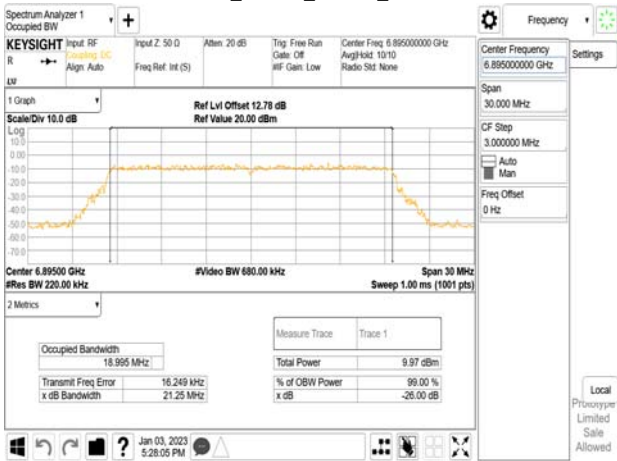 Spectrum Analyzer 1
Occupied BW
Frequency
KEYSIGHT Input: RF
Coupling: DC
Align: Auto
R
LXI
Input Z: 50 Ω
Freq Ref: Int (S)
Atten: 20 dB
Trig: Free Run
Gate: Off
#IF Gain: Low
Center Freq: 6.895000000 GHz
Avg|Hold: 10/10
Radio Std: None
Center Frequency
6.895000000 GHz
Settings
Span
30.000 MHz
CF Step
3.000000 MHz
Auto
Man
Freq Offset
0 Hz
1 Graph
Ref Lvl Offset 12.78 dB
Scale/Div 10.0 dB
Ref Value 20.00 dBm
Log
10.0
0.00
-10.0
-20.0
-30.0
-40.0
-50.0
-60.0
-70.0
Center 6.89500 GHz
#Video BW 680.00 kHz
Span 30 MHz
#Res BW 220.00 kHz
Sweep 1.00 ms (1001 pts)
2 Metrics
Measure Trace
Trace 1
Occupied Bandwidth
18.995 MHz
Total Power
9.97 dBm
Transmit Freq Error
16.249 kHz
% of OBW Power
99.00 %
x dB Bandwidth
21.25 MHz
x dB
-26.00 dB
Local
Prototype
Limited
Sale
Allowed
Jan 03, 2023
5:28:05 PM